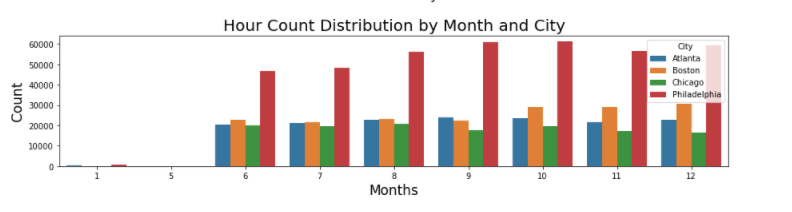 Hour Count Distribution by Month and City
60000
50000
40000
30000
20000
10000
0
Count
City
Atlanta
Boston
Chicago
Philadelphia
1 5 6 7 8 9 10 11 12
Months